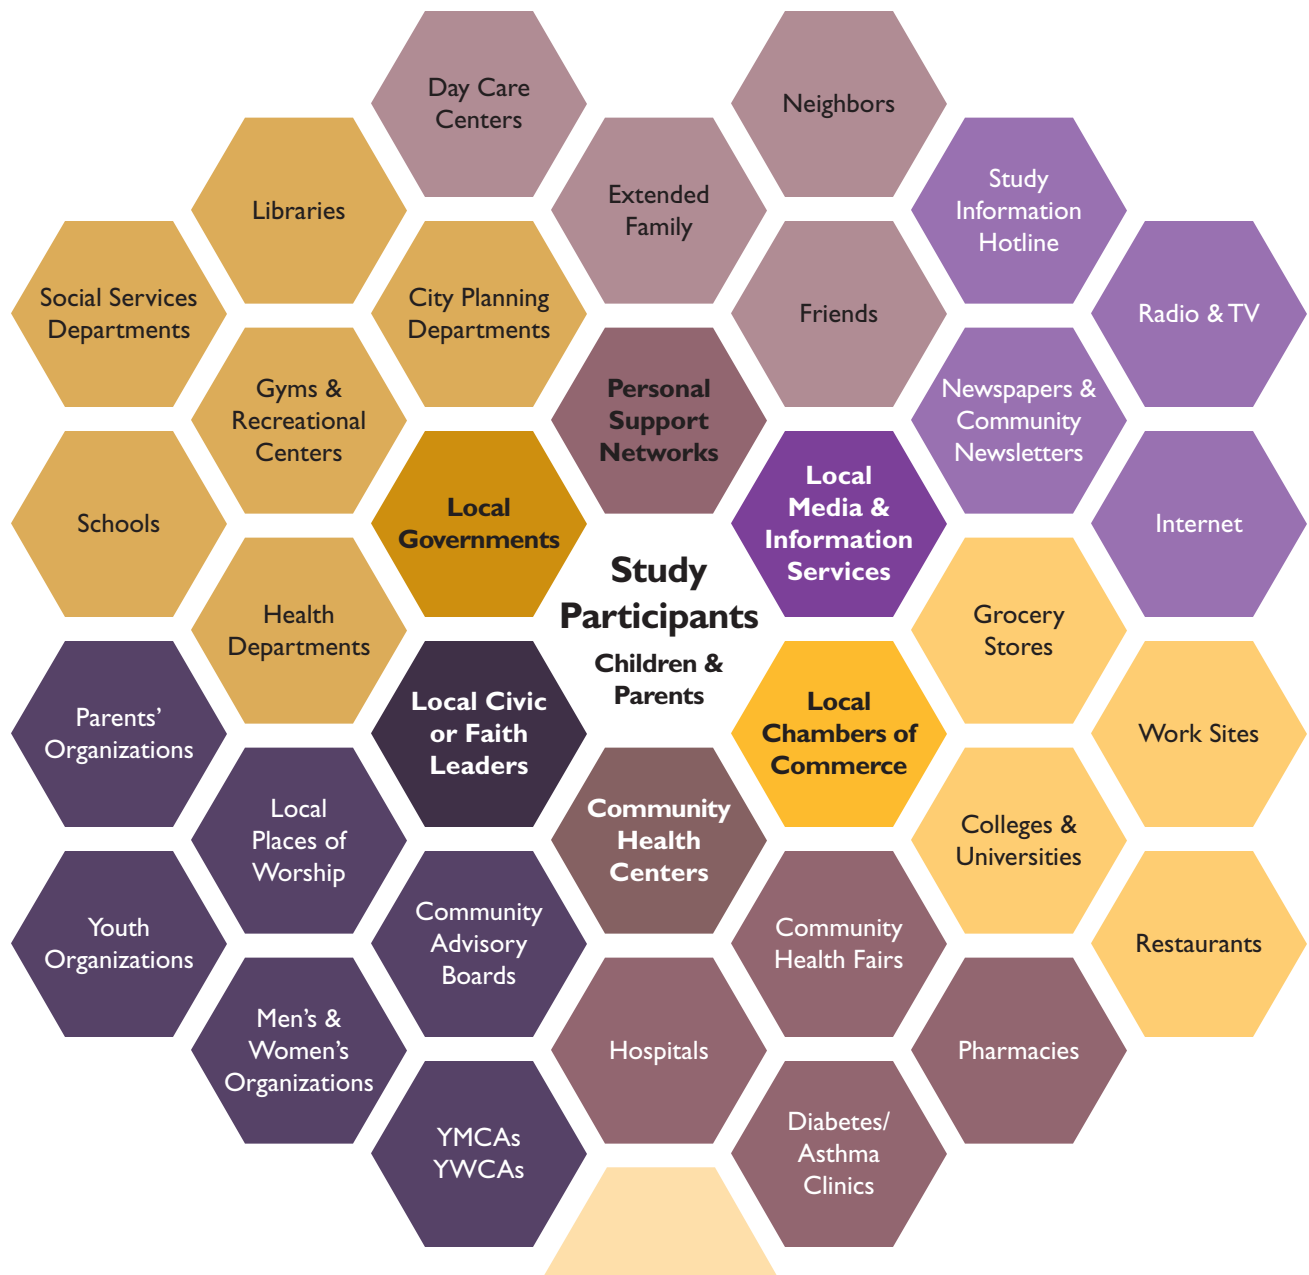 Day Care
Centers
Neighbors
Libraries
Extended
Family
Study
Information
Hotline
Social Services
Departments
City Planning
Departments
Friends
Radio & TV
Gyms &
Recreational
Centers
Personal
Support
Networks
Newspapers &
Community
Newsletters
Schools
Local
Governments
Local
Media &
Information
Services
Internet
Study
Participants
Children &
Parents
Health
Departments
Grocery
Stores
Parents’
Organizations
Local Civic
or Faith
Leaders
Local
Chambers of
Commerce
Work Sites
Local
Places of
Worship
Community
Health
Centers
Colleges &
Universities
Youth
Organizations
Community
Advisory
Boards
Community
Health Fairs
Restaurants
Men’s &
Women’s
Organizations
Hospitals
Pharmacies
YMCAs
YWCAs
Diabetes/
Asthma
Clinics